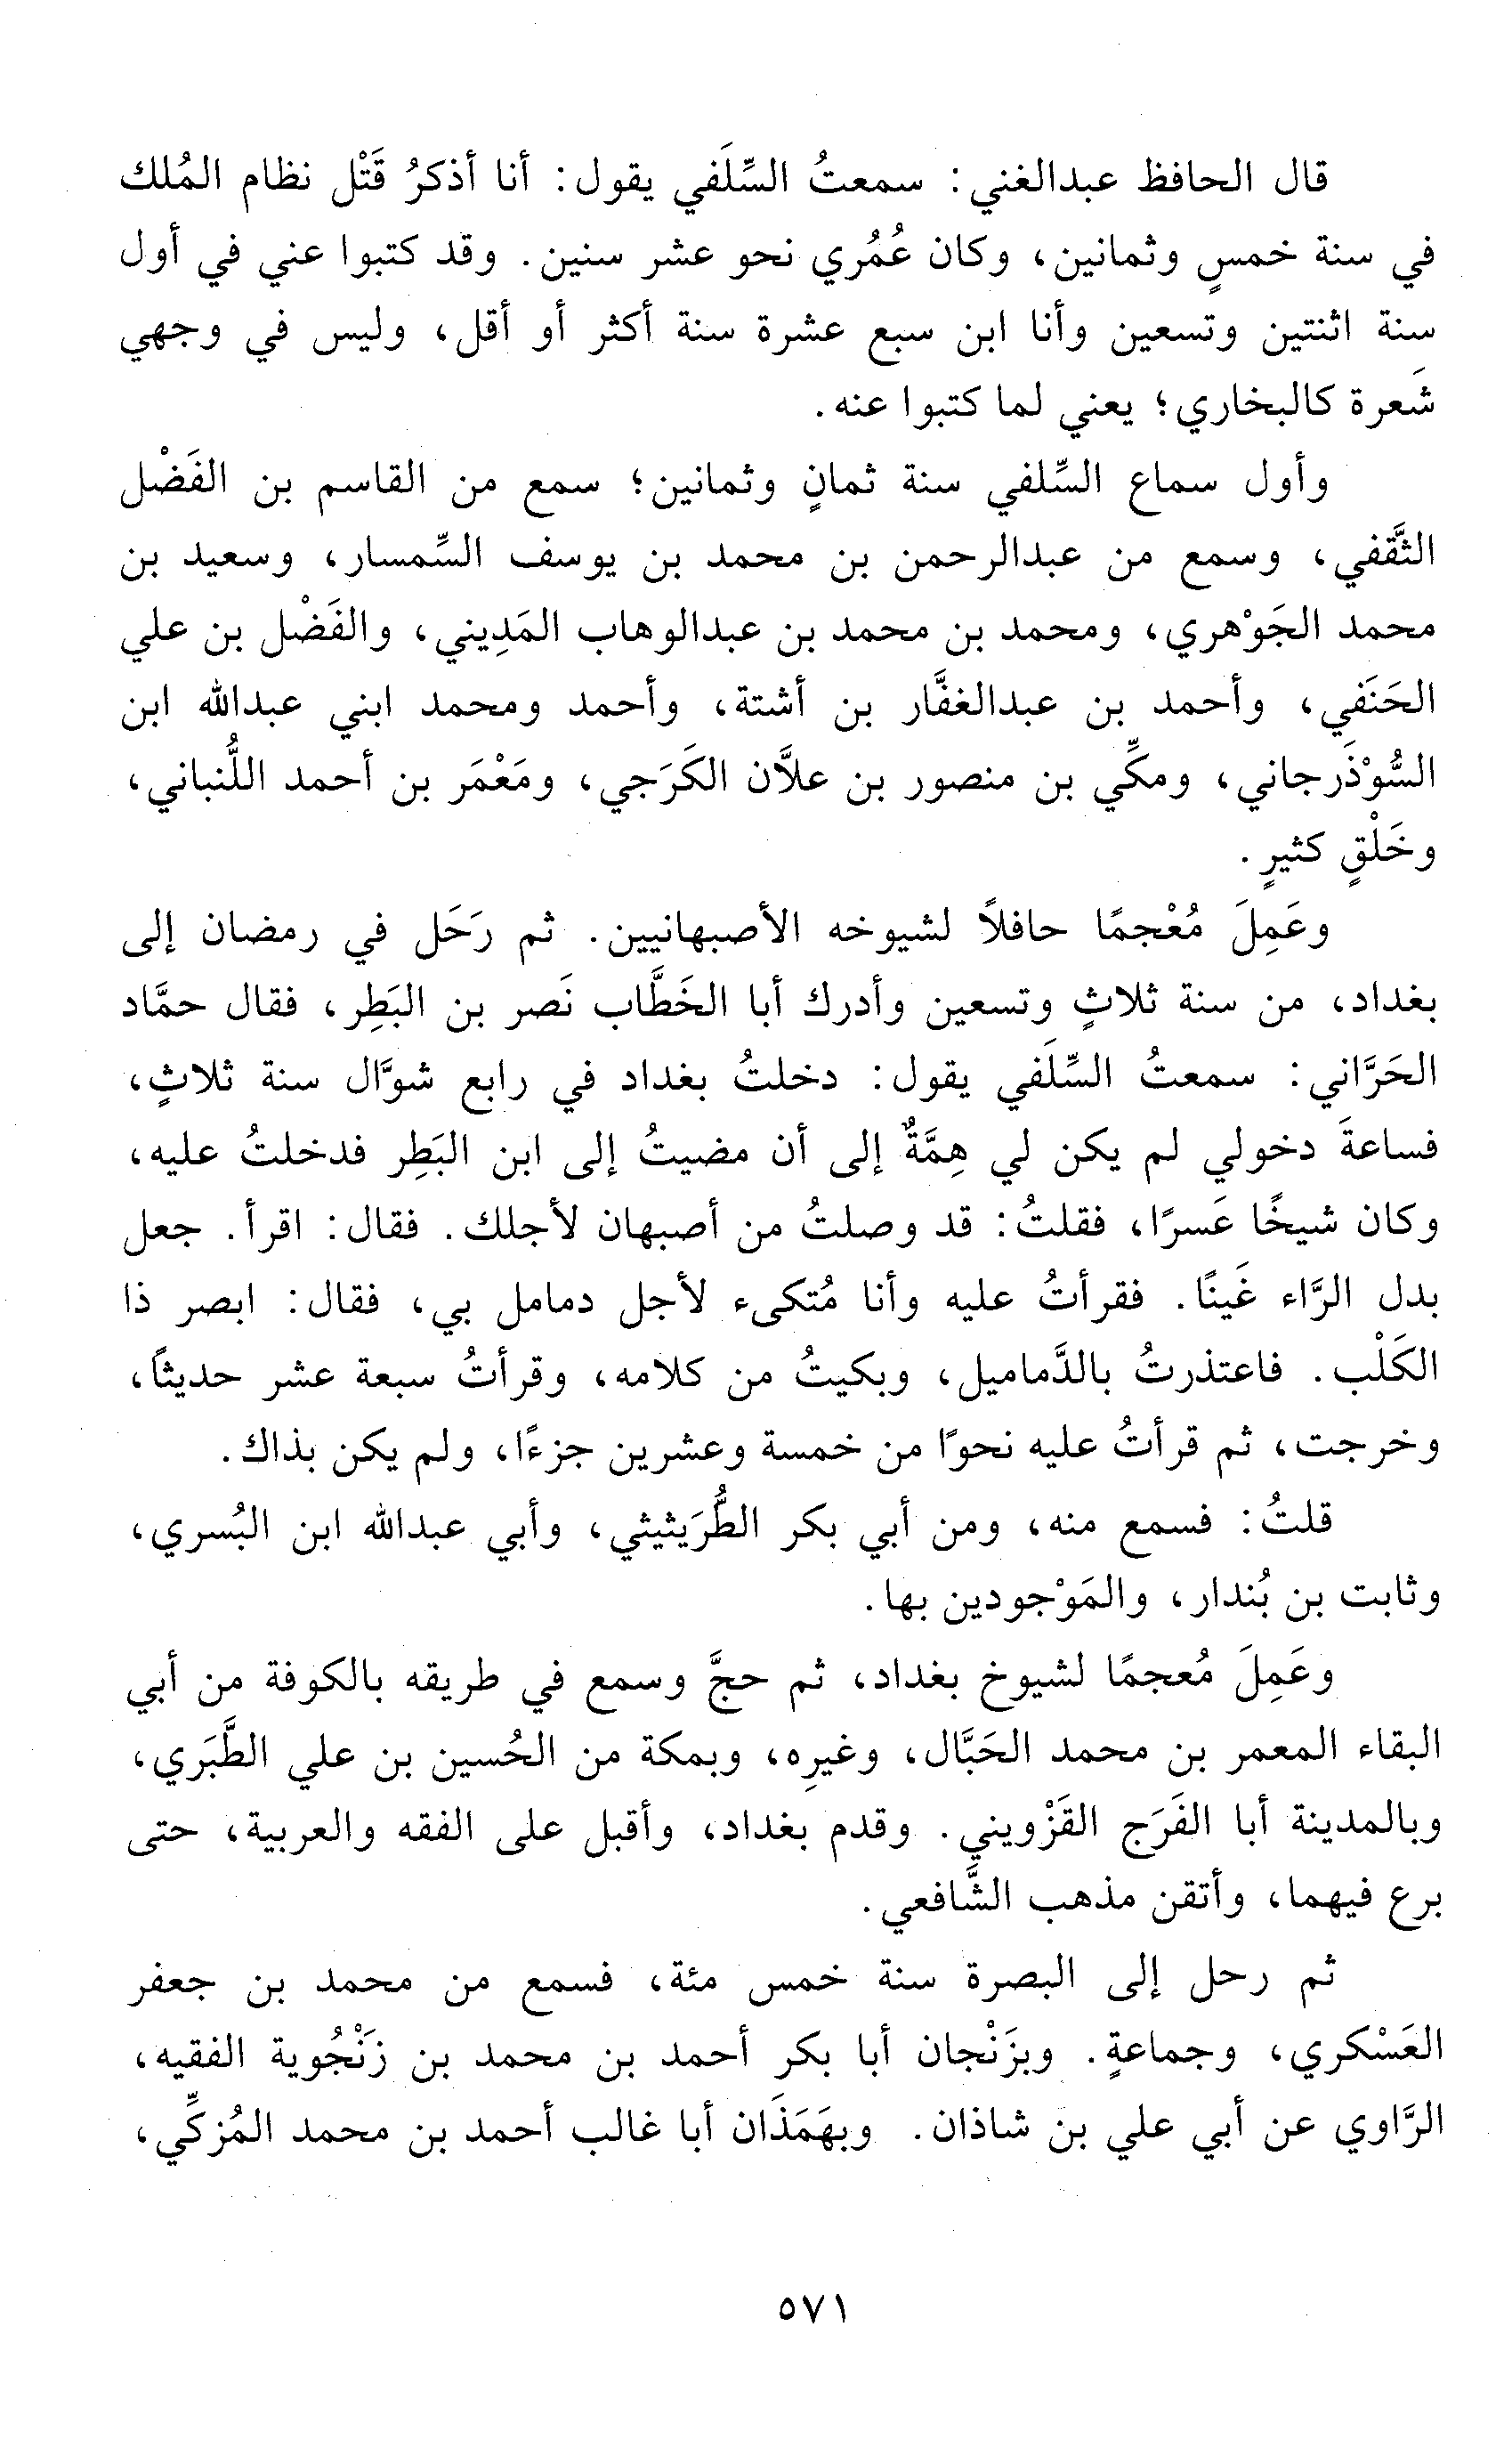 قال الحافظ عبدالغني: سمعتُ السِّلَفي يقول: أنا أذكرُ قَتْل نظام المُلك
في سنة خمسٍ وثمانين، وكان عُمُري نحو عشر سنين. وقد كتبوا عني في أول
سنة اثنتين وتسعين وأنا ابن سبع عشرة سنة أكثر أو أقل، وليس في وجهي
شَعرة كالبخاري؛ يعني لما كتبوا عنه.
وأول سماع السِّلفي سنة ثمانٍ وثمانين؛ سمع من القاسم بن الفَضْل
الثَّقفي، وسمع من عبدالرحمن بن محمد بن يوسف السِّمسار، وسعيد بن
محمد الجَوْهري، ومحمد بن محمد بن عبدالوهاب المَدِيني، والفَضْل بن علي
الحَنَفي، وأحمد بن عبدالغفَّار بن أشتة، وأحمد ومحمد ابني عبدالله ابن
السُّوْذَرجاني، ومكِّي بن منصور بن علاَّن الكَرَجي، ومَعْمَر بن أحمد اللُّنباني،
وخَلْقٍ كثيرٍ.
وعَمِلَ مُعْجمًا حافلاً لشيوخه الأصبهانيين. ثم رَحَل في رمضان إلى
بغداد، من سنة ثلاثٍ وتسعين وأدرك أبا الخَطَّاب نَصر بن البَطِر، فقال حمَّاد
الحَرَّاني: سمعتُ السِّلَفي يقول: دخلتُ بغداد في رابع شوَّال سنة ثلاثٍ،
فساعةَ دخولي لم يكن لي هِمَّةٌ إلى أن مضيتُ إلى ابن البَطِر فدخلتُ عليه،
وكان شيخًا عَسرًا، فقلتُ: قد وصلتُ من أصبهان لأجلك. فقال: اقرأ. جعل
بدل الرَّاء غَينًا. فقرأتُ عليه وأنا مُتكىء لأجل دمامل بي، فقال: ابصر ذا
الكَلْب. فاعتذرتُ بالدَّماميل، وبكيتُ من كلامه، وقرأتُ سبعة عشر حديثاً،
وخرجت، ثم قرأتُ عليه نحوًا من خمسة وعشرين جزءًا، ولم يكن بذاك.
قلتُ: فسمع منه، ومن أبي بكر الطُّرَيثيثي، وأبي عبدالله ابن البُسري،
وثابت بن بُندار، والمَوْجودين بها.
وعَمِلَ مُعجمًا لشيوخ بغداد، ثم حجَّ وسمع في طريقه بالكوفة من أبي
البقاء المعمر بن محمد الحَبَّال، وغيرِه، وبمكة من الحُسين بن علي الطَّبَري،
وبالمدينة أبا الفَرَج القَزْويني. وقدم بغداد، وأقبل على الفقه والعربية، حتى
برع فيهما، وأتقن مذهب الشَّافعي.
ثم رحل إلى البصرة سنة خمس مئة، فسمع من محمد بن جعفر
العَسْكري، وجماعةٍ. وبزَنْجان أبا بكر أحمد بن محمد بن زَنْجُوية الفقيه،
الرَّاوي عن أبي علي بن شاذان. وبهَمَذَان أبا غالب أحمد بن محمد المُزكِّي،
٥٧١